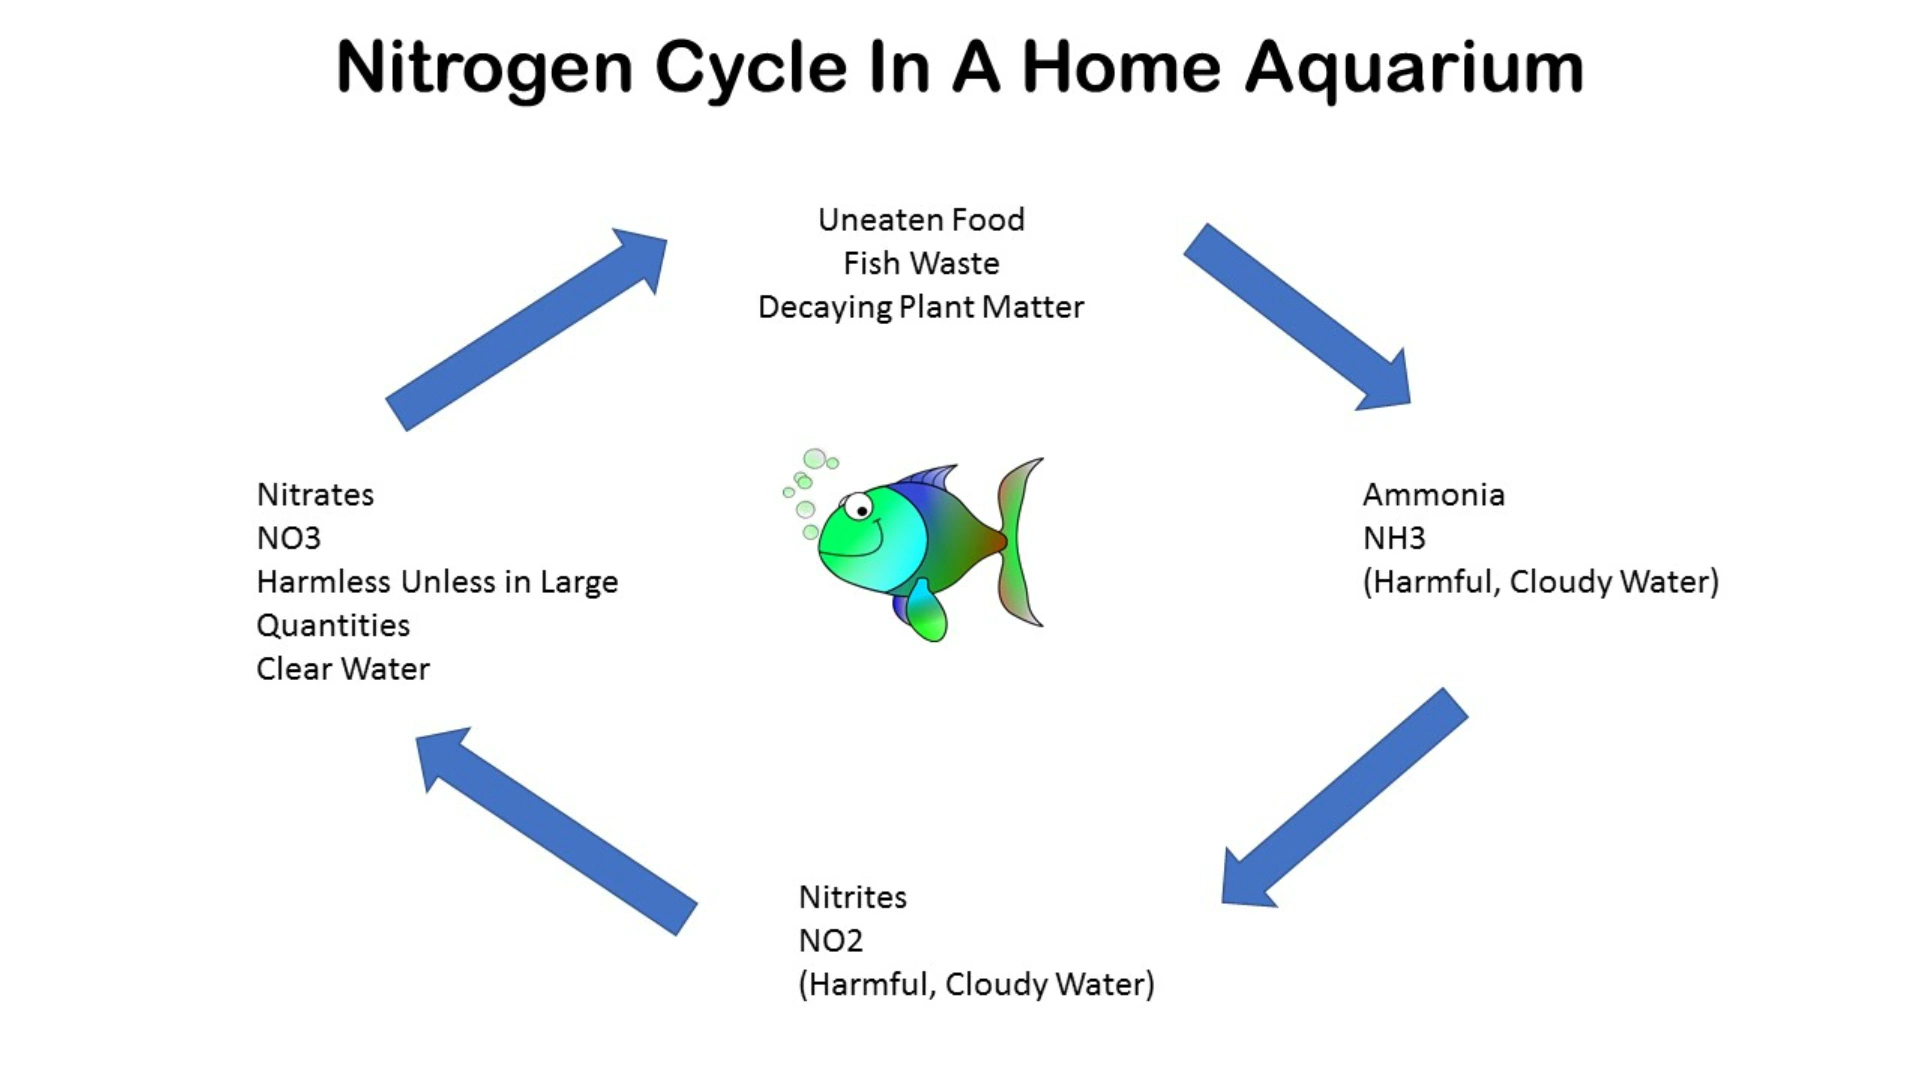 Nitrogen Cycle In A Home Aquarium
Uneaten Food
Fish Waste
Decaying Plant Matter
Nitrates
NO3
Harmless Unless in Large
Quantities
Clear Water
Ammonia
NH3
(Harmful, Cloudy Water)
Nitrites
NO2
(Harmful, Cloudy Water)